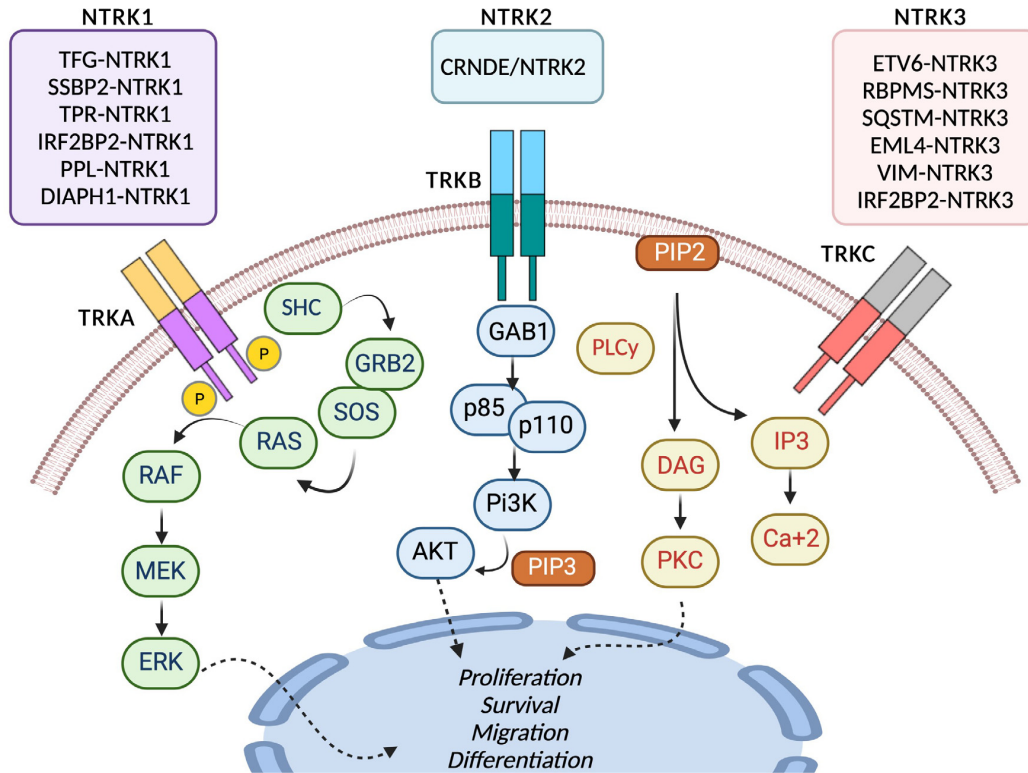 NTRK1
TFG-NTRK1
SSBP2-NTRK1
TPR-NTRK1
IRF2BP2-NTRK1
PPL-NTRK1
DIAPH1-NTRK1
NTRK2
CRNDE/NTRK2
NTRK3
ETV6-NTRK3
RBPMS-NTRK3
SQSTM-NTRK3
EML4-NTRK3
VIM-NTRK3
IRF2BP2-NTRK3
TRKA
TRKB
TRKC
P
P
SHC
GRB2
SOS
RAS
RAF
MEK
ERK
GAB1
p85
p110
Pi3K
AKT
PIP3
PIP2
PLCy
DAG
PKC
IP3
Ca+2
Proliferation
Survival
Migration
Differentiation